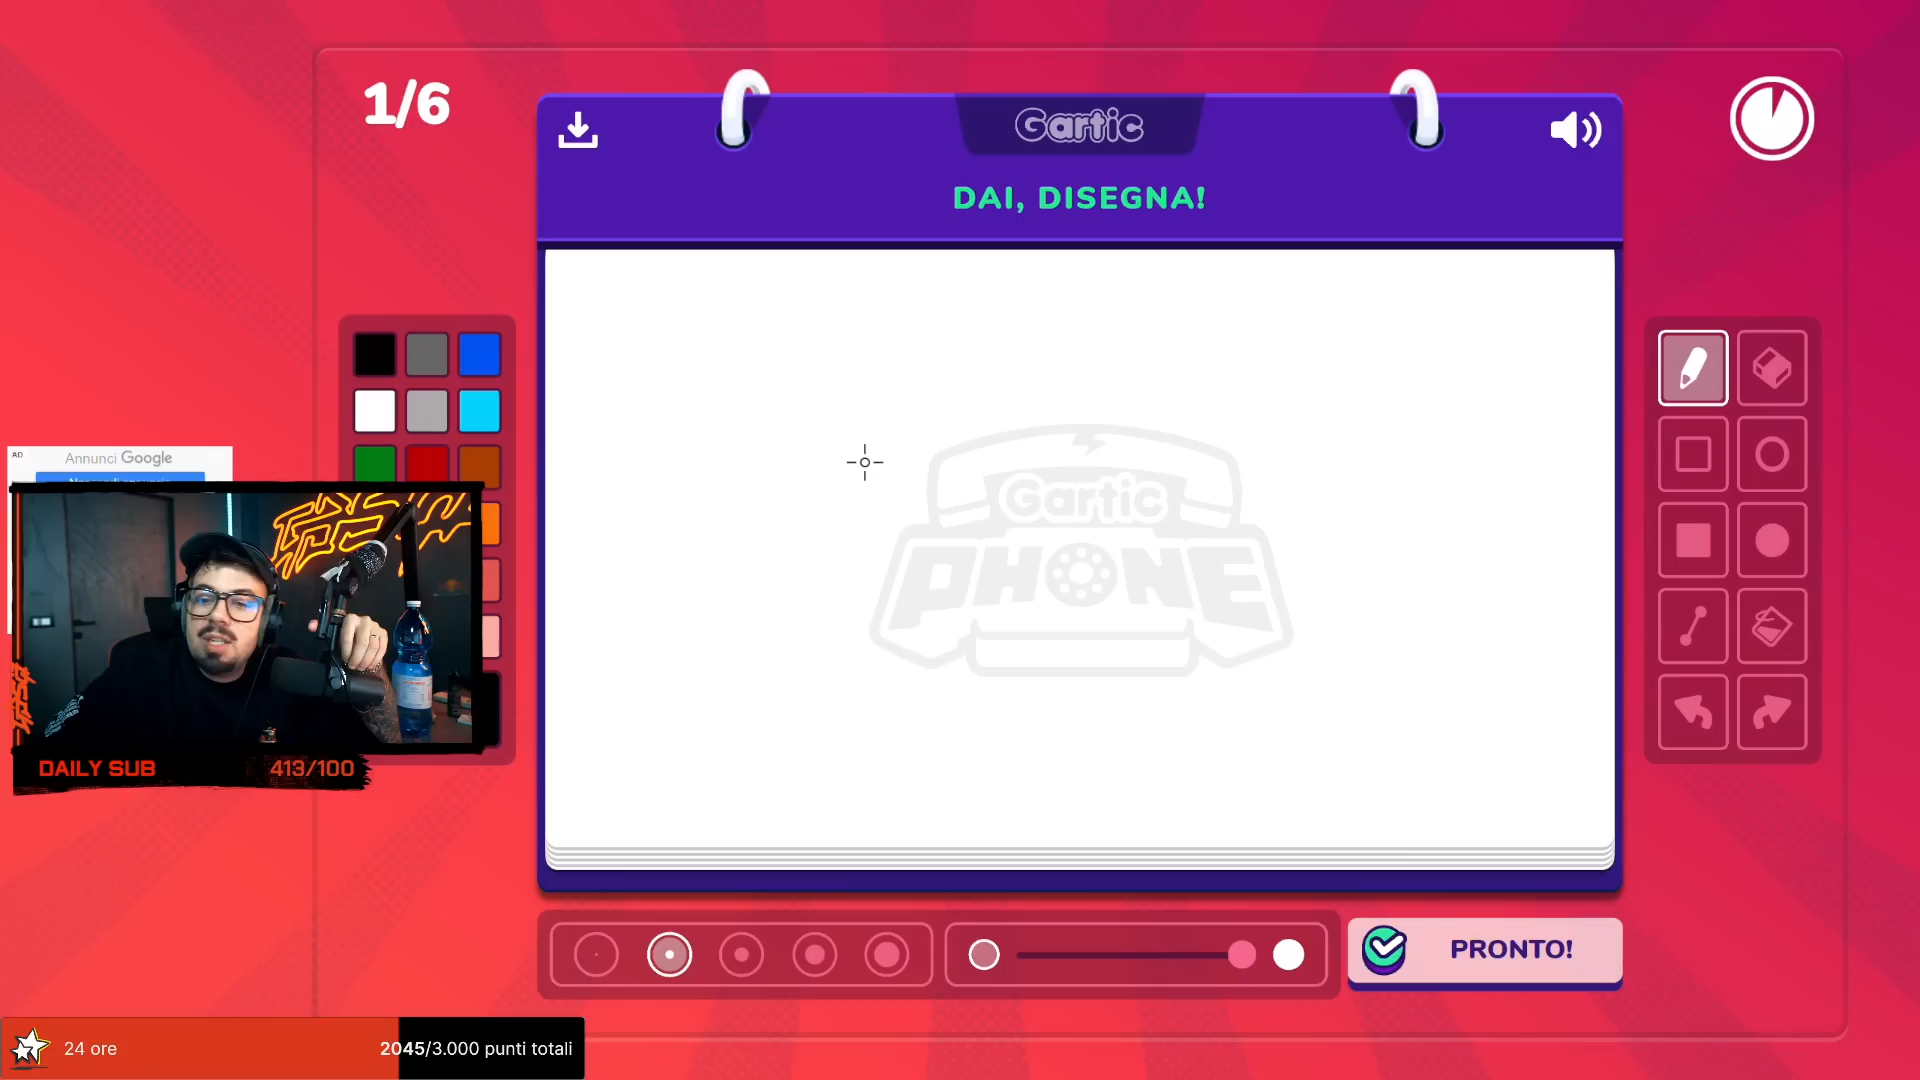 1/6
Gartic
DAI, DISEGNA!
Gartic
PHONE
AD
Annunci Google
DAILY SUB 413/100
PRONTO!
24 ore
2045/3.000 punti totali